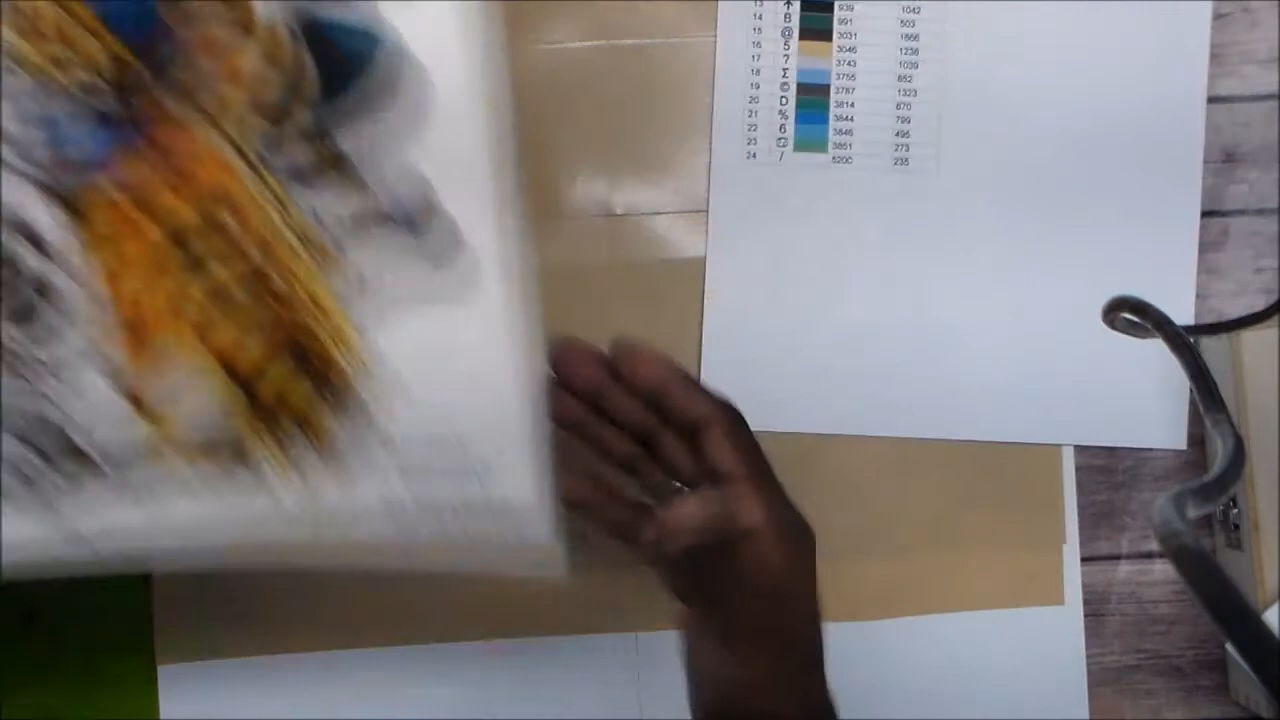 13 939 1042
14 B 991 503
15 @ 3031 1866
16 5 3046 1238
17 ? 3743 1039
18 Σ 3755 852
19 © 3787 1323
20 D 3814 870
21 % 3844 799
22 6 3846 495
23 3851 273
24 / 5200 235